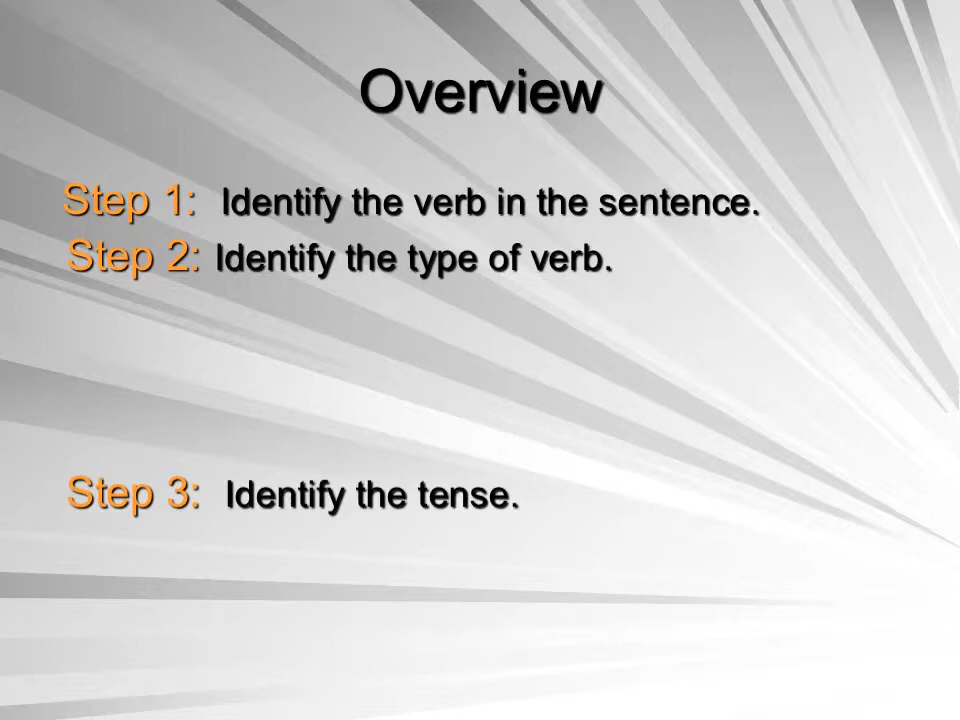 Overview
Step 1: Identify the verb in the sentence.
Step 2: Identify the type of verb.
Step 3: Identify the tense.